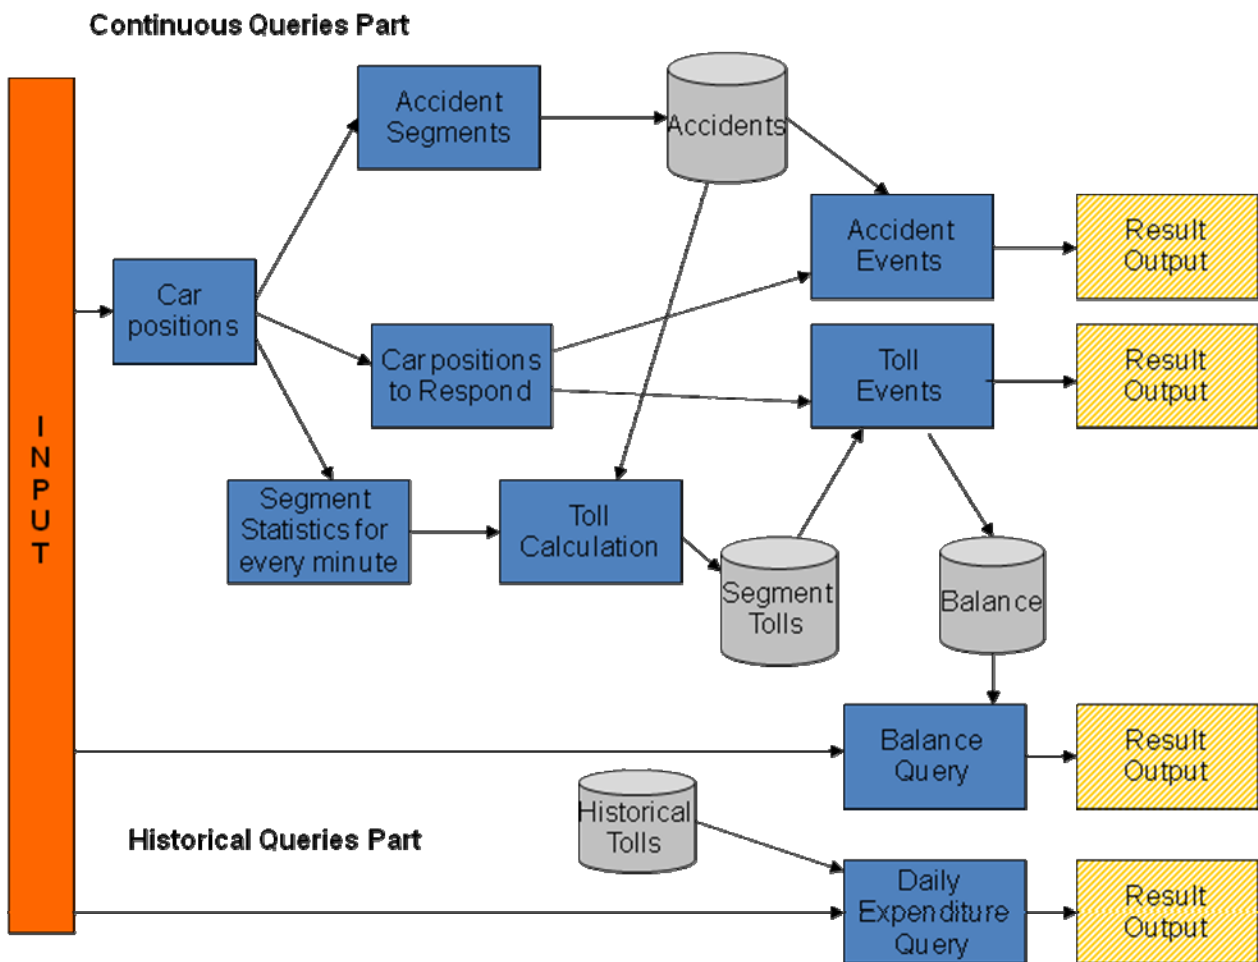 Continuous Queries Part
Accident
Segments
Accidents
Accident
Events
Result
Output
Car
positions
Car positions
to Respond
Toll
Events
Result
Output
I
N
P
U
T
Segment
Statistics for
every minute
Toll
Calculation
Segment
Tolls
Balance
Balance
Query
Result
Output
Historical
Tolls
Historical Queries Part
Daily
Expenditure
Query
Result
Output